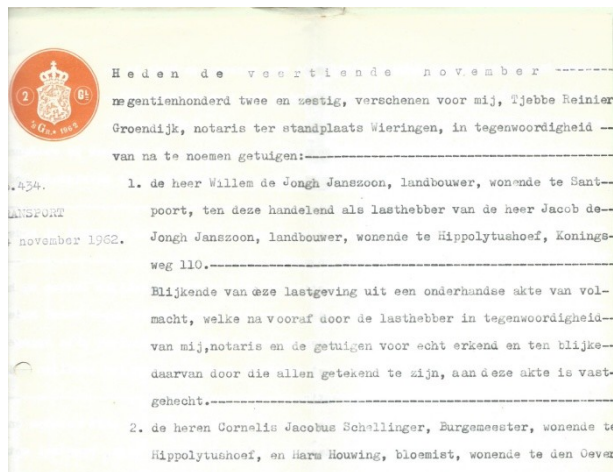 Heden de veertiende november --------
negentienhonderd twee en zestig, verschenen voor mij, Tjebbe Reinier
Groendijk, notaris ter standplaats Wieringen, in tegenwoordigheid --
van na te noemen getuigen:----------------------------------------
.434.
1. de heer Willem de Jongh Janszoon, landbouwer, wonende te Sant-
ANSPORT
poort, ten deze handelend als lasthebber van de heer Jacob de-
november 1962.
Jongh Janszoon, landbouwer, wonende te Hippolytushoef, Konings-
weg 110.---------------------------------------------------
Blijkende van deze lastgeving uit een onderhandse akte van vol-
macht, welke na vooraf door de lasthebber in tegenwoordigheid--
van mij,notaris en de getuigen voor echt erkend en ten blijke--
daarvan door die allen getekend te zijn, aan deze akte is vast-
gehecht.---------------------------------------------------
2. de heren Cornelis Jacobus Schellinger, Burgemeester, wonende te
Hippolytushoef, en Harm Houwing, bloemist, wonende te den Oever
2 Gs